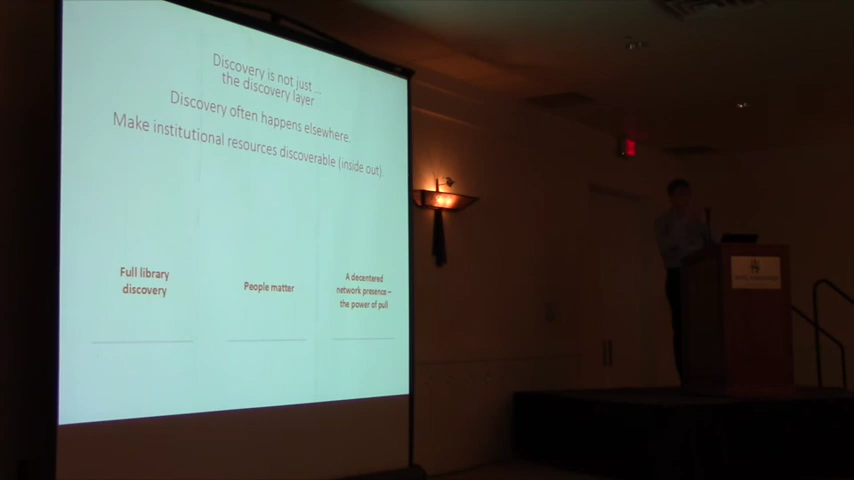 Discovery is not just ...
the discovery layer
Discovery often happens elsewhere.
Make institutional resources discoverable (inside out).
Full library
discovery
People matter
A decentered
network presence –
the power of pull